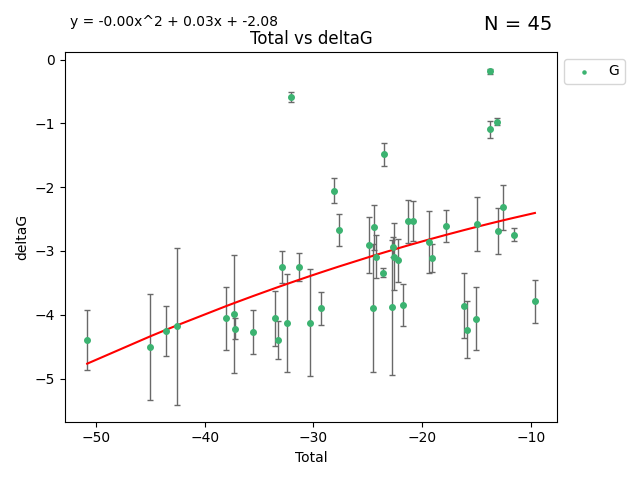 y = -0.00x^2 + 0.03x + -2.08
N = 45
Total vs deltaG
G
0
−1
−2
−3
−4
−5
deltaG
−50 −40 −30 −20 −10
Total